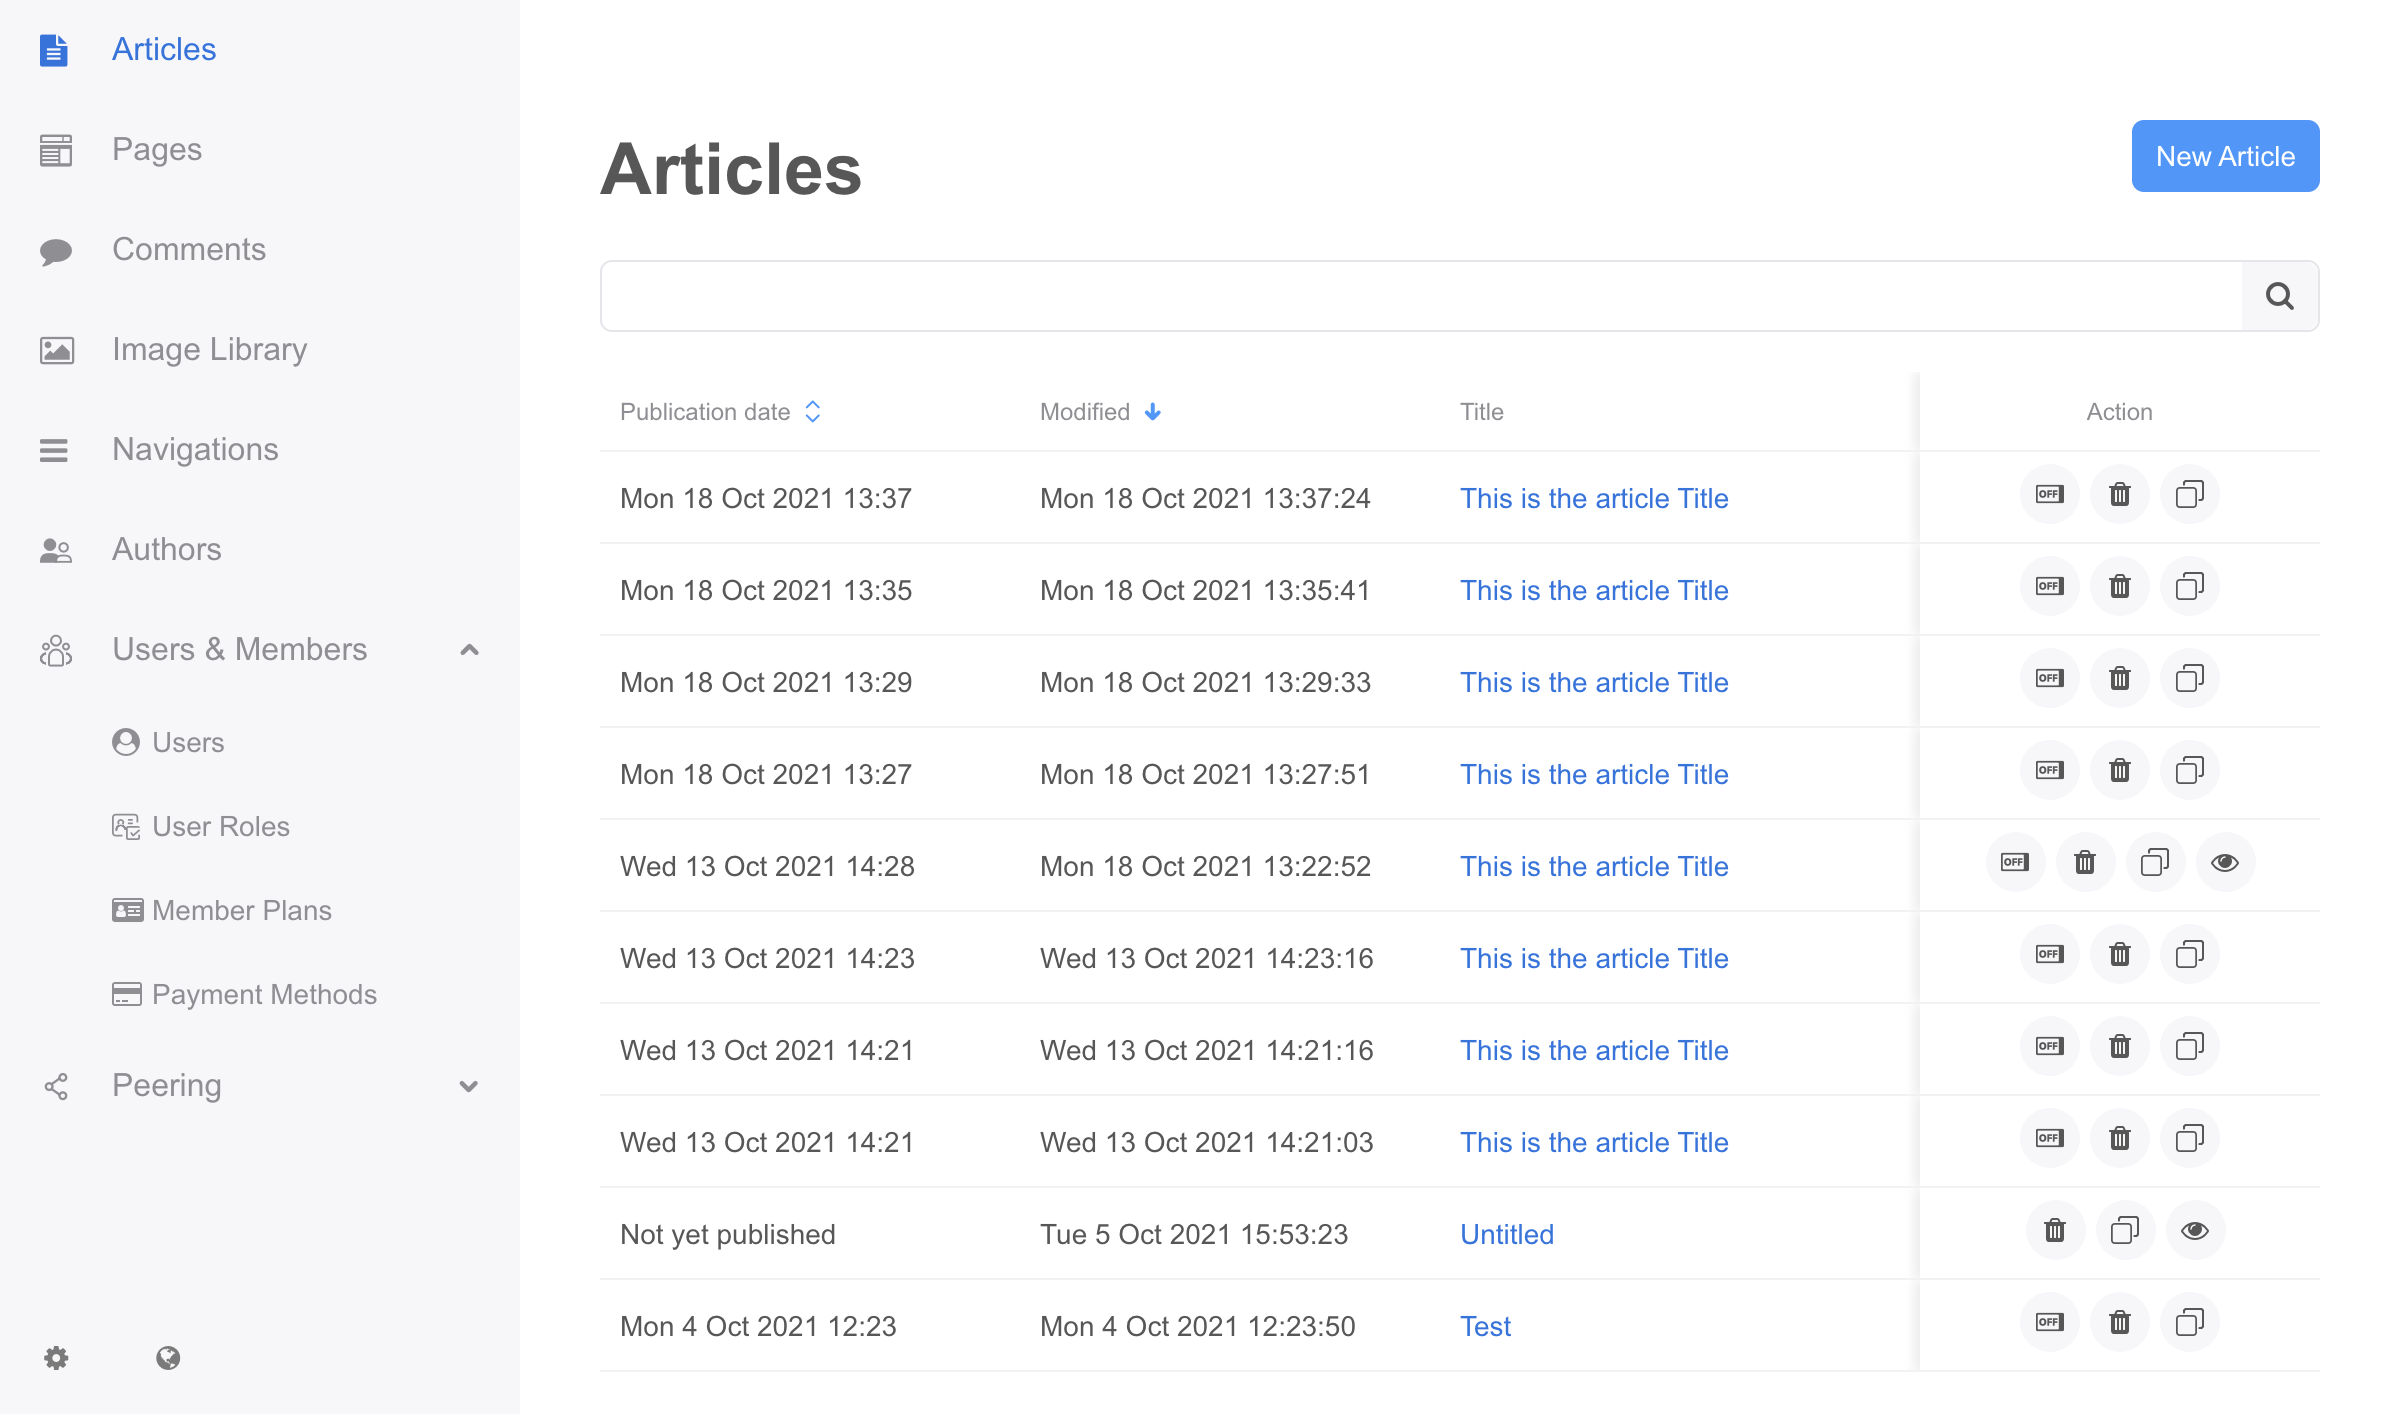 Articles
Pages
Comments
Image Library
Navigations
Authors
Users & Members
Users
User Roles
Member Plans
Payment Methods
Peering
Articles
New Article
Publication date Modified Title Action
Mon 18 Oct 2021 13:37 Mon 18 Oct 2021 13:37:24 This is the article Title OFF
Mon 18 Oct 2021 13:35 Mon 18 Oct 2021 13:35:41 This is the article Title OFF
Mon 18 Oct 2021 13:29 Mon 18 Oct 2021 13:29:33 This is the article Title OFF
Mon 18 Oct 2021 13:27 Mon 18 Oct 2021 13:27:51 This is the article Title OFF
Wed 13 Oct 2021 14:28 Mon 18 Oct 2021 13:22:52 This is the article Title OFF
Wed 13 Oct 2021 14:23 Wed 13 Oct 2021 14:23:16 This is the article Title OFF
Wed 13 Oct 2021 14:21 Wed 13 Oct 2021 14:21:16 This is the article Title OFF
Wed 13 Oct 2021 14:21 Wed 13 Oct 2021 14:21:03 This is the article Title OFF
Not yet published Tue 5 Oct 2021 15:53:23 Untitled
Mon 4 Oct 2021 12:23 Mon 4 Oct 2021 12:23:50 Test OFF